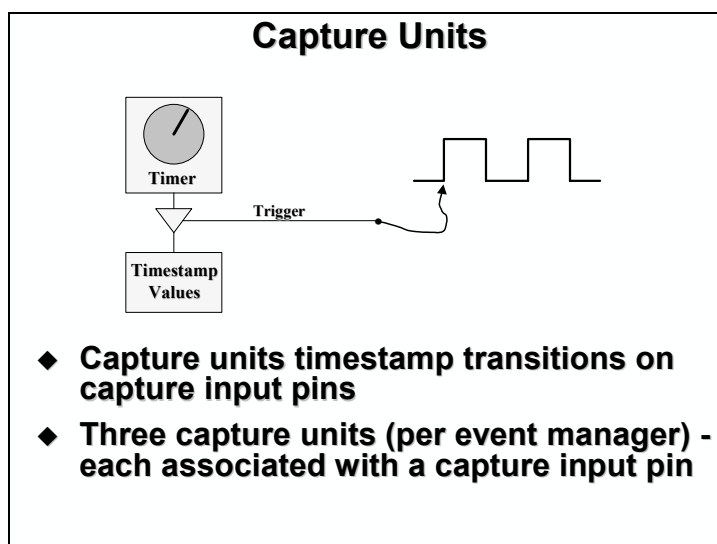 Capture Units
Timer
Trigger
Timestamp
Values
◆ Capture units timestamp transitions on
capture input pins
◆ Three capture units (per event manager) -
each associated with a capture input pin